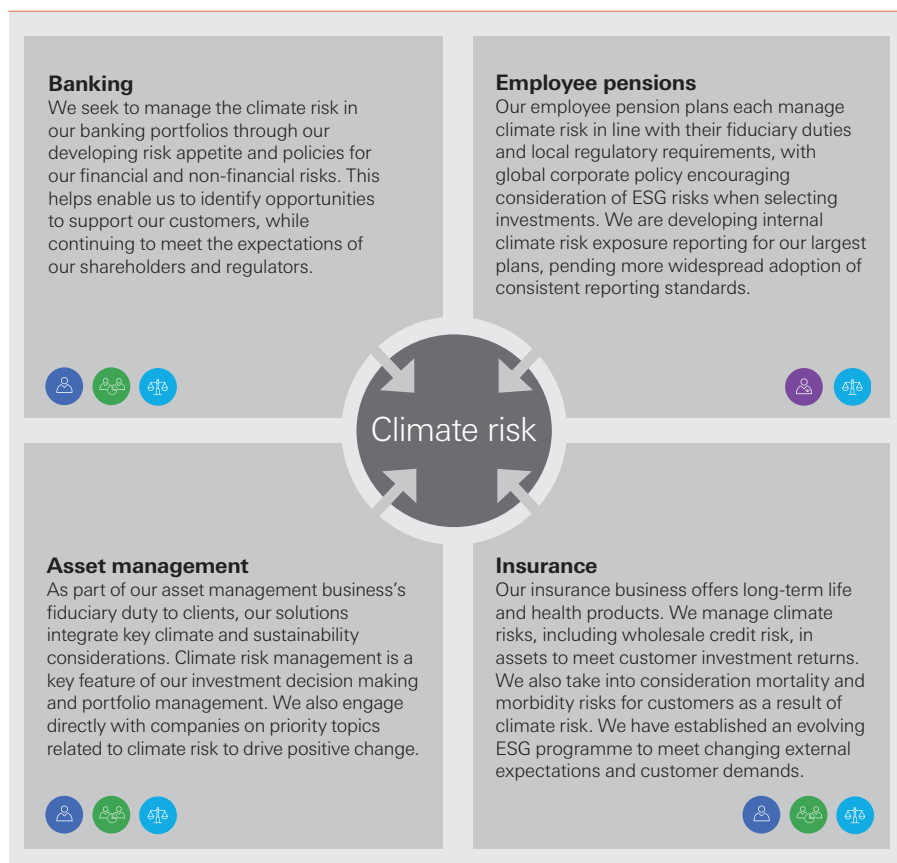 Banking
We seek to manage the climate risk in
our banking portfolios through our
developing risk appetite and policies for
our financial and non-financial risks. This
helps enable us to identify opportunities
to support our customers, while
continuing to meet the expectations of
our shareholders and regulators.
Employee pensions
Our employee pension plans each manage
climate risk in line with their fiduciary duties
and local regulatory requirements, with
global corporate policy encouraging
consideration of ESG risks when selecting
investments. We are developing internal
climate risk exposure reporting for our largest
plans, pending more widespread adoption of
consistent reporting standards.
Climate risk
Asset management
As part of our asset management business’s
fiduciary duty to clients, our solutions
integrate key climate and sustainability
considerations. Climate risk management is a
key feature of our investment decision making
and portfolio management. We also engage
directly with companies on priority topics
related to climate risk to drive positive change.
Insurance
Our insurance business offers long-term life
and health products. We manage climate
risks, including wholesale credit risk, in
assets to meet customer investment returns.
We also take into consideration mortality and
morbidity risks for customers as a result of
climate risk. We have established an evolving
ESG programme to meet changing external
expectations and customer demands.